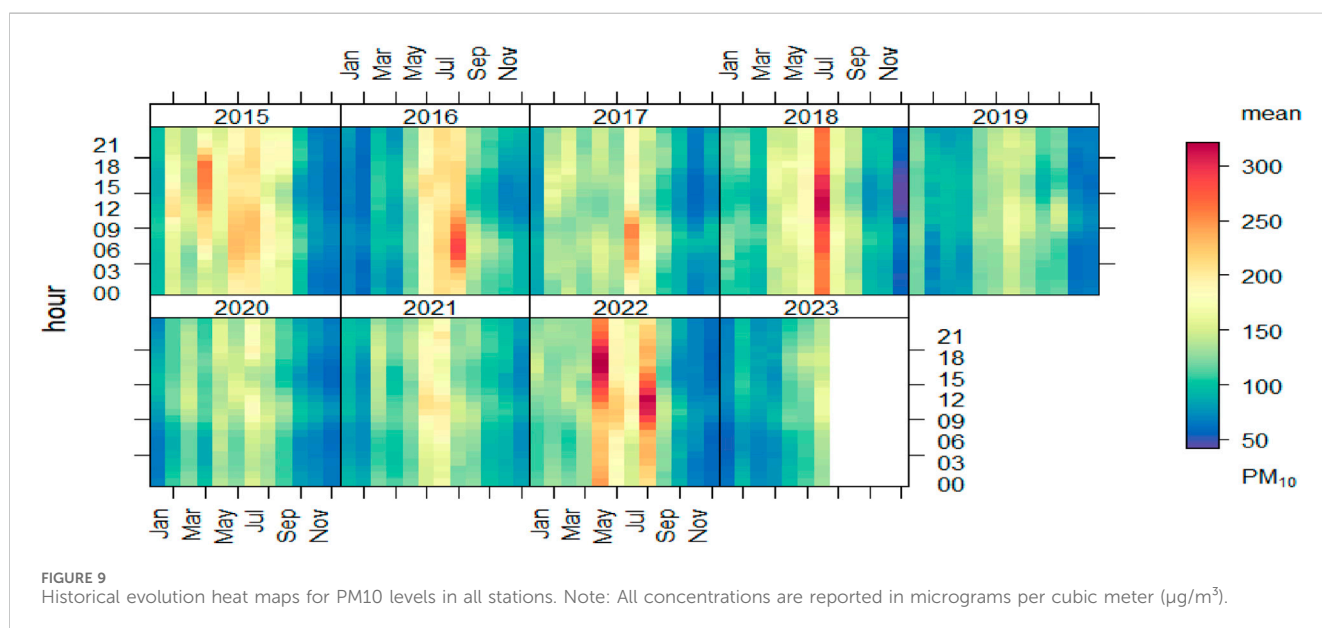 Jan Mar May Jul Sep Nov Jan Mar May Jul Sep Nov
2015 2016 2017 2018 2019
mean
21
18
15
12
09
06
03
00
300
250
200
150
100
50
PM₁₀
hour
2020 2021 2022 2023
21
18
15
12
09
06
03
00
Jan Mar May Jul Sep Nov Jan Mar May Jul Sep Nov
FIGURE 9
Historical evolution heat maps for PM10 levels in all stations. Note: All concentrations are reported in micrograms per cubic meter (µg/m³).